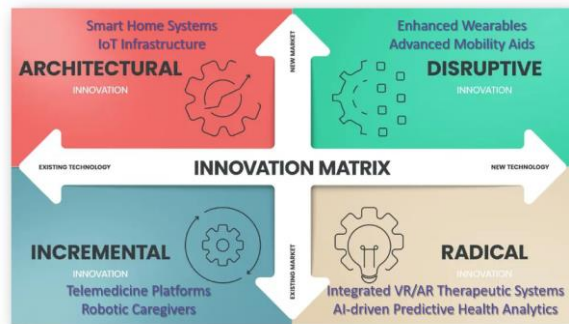 Smart Home Systems
IoT Infrastructure
ARCHITECTURAL
INNOVATION
Enhanced Wearables
Advanced Mobility Aids
DISRUPTIVE
INNOVATION
NEW MARKET
EXISTING TECHNOLOGY
INNOVATION MATRIX
NEW TECHNOLOGY
EXISTING MARKET
INCREMENTAL
INNOVATION
Telemedicine Platforms
Robotic Caregivers
RADICAL
INNOVATION
Integrated VR/AR Therapeutic Systems
AI-driven Predictive Health Analytics